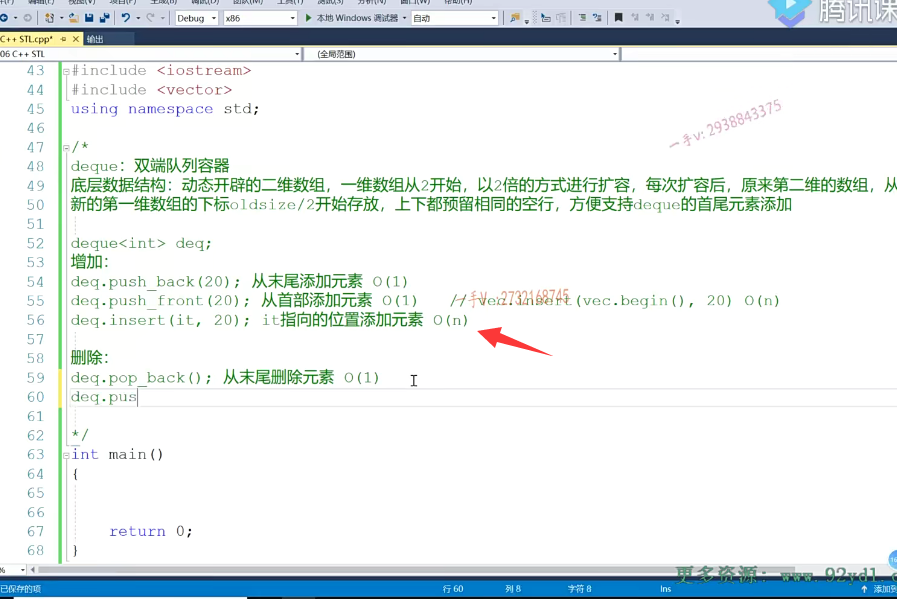 Debug
x86
本地 Windows 调试器
自动
腾讯课
C++ STL.cpp*
输出
06 C++ STL
(全局范围)
43 #include <iostream>
44 #include <vector>
45 using namespace std;
46
47 /*
48 deque: 双端队列容器
49 底层数据结构: 动态开辟的二维数组, 一维数组从2开始, 以2倍的方式进行扩容, 每次扩容后, 原来第二维的数组, 从
50 新的第一维数组的下标oldsize/2开始存放, 上下都预留相同的空行, 方便支持deque的首尾元素添加
51
52 deque<int> deq;
53 增加:
54 deq.push_back(20); 从末尾添加元素 O(1)
55 deq.push_front(20); 从首部添加元素 O(1) // vec.insert(vec.begin(), 20) O(n)
56 deq.insert(it, 20); it指向的位置添加元素 O(n)
57
58 删除:
59 deq.pop_back(); 从末尾删除元素 O(1)
60 deq.pus
61
62 */
63 int main()
64 {
65
66
67 return 0;
68 }
一手v: 2938843375
手V: 2732168745
更多资源: www.92yd1.c
已保存的项
行 60
列 8
字符 8
Ins
添加到